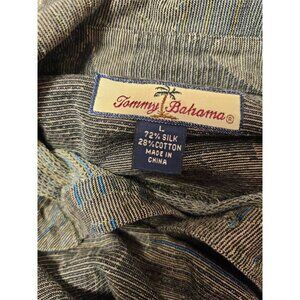 Tommy Bahama®
L
72% SILK
28% COTTON
MADE IN
CHINA